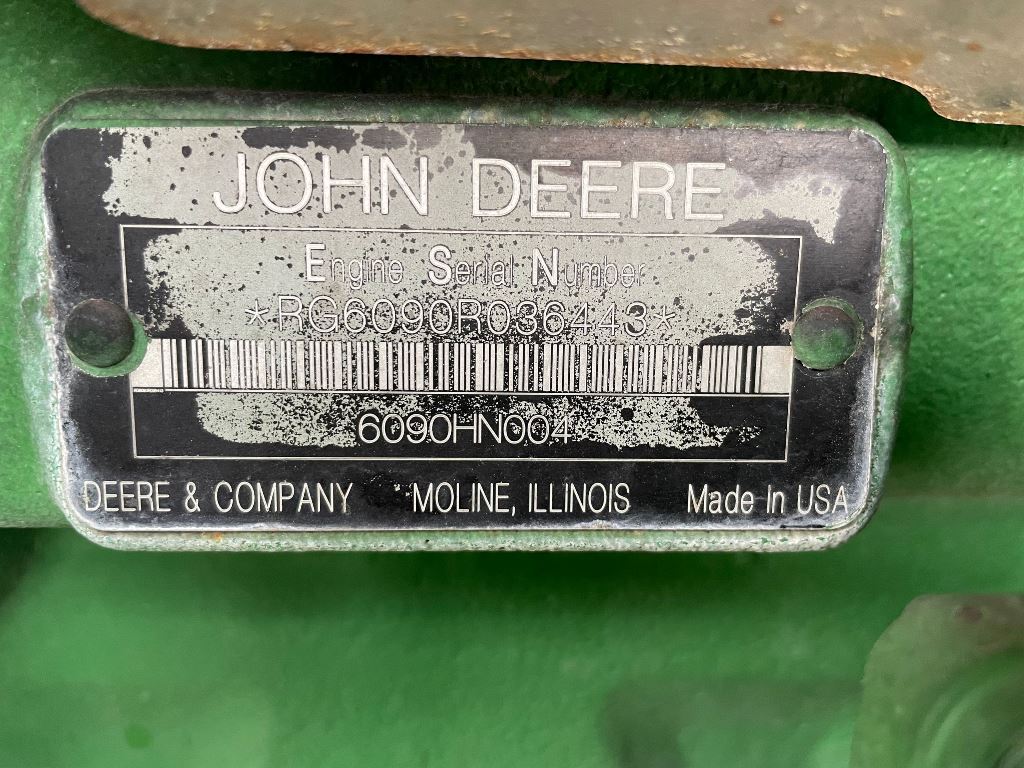 JOHN DEERE
Engine Serial Number
*RG6090R036443*
6090HN004
DEERE & COMPANY MOLINE, ILLINOIS Made in USA